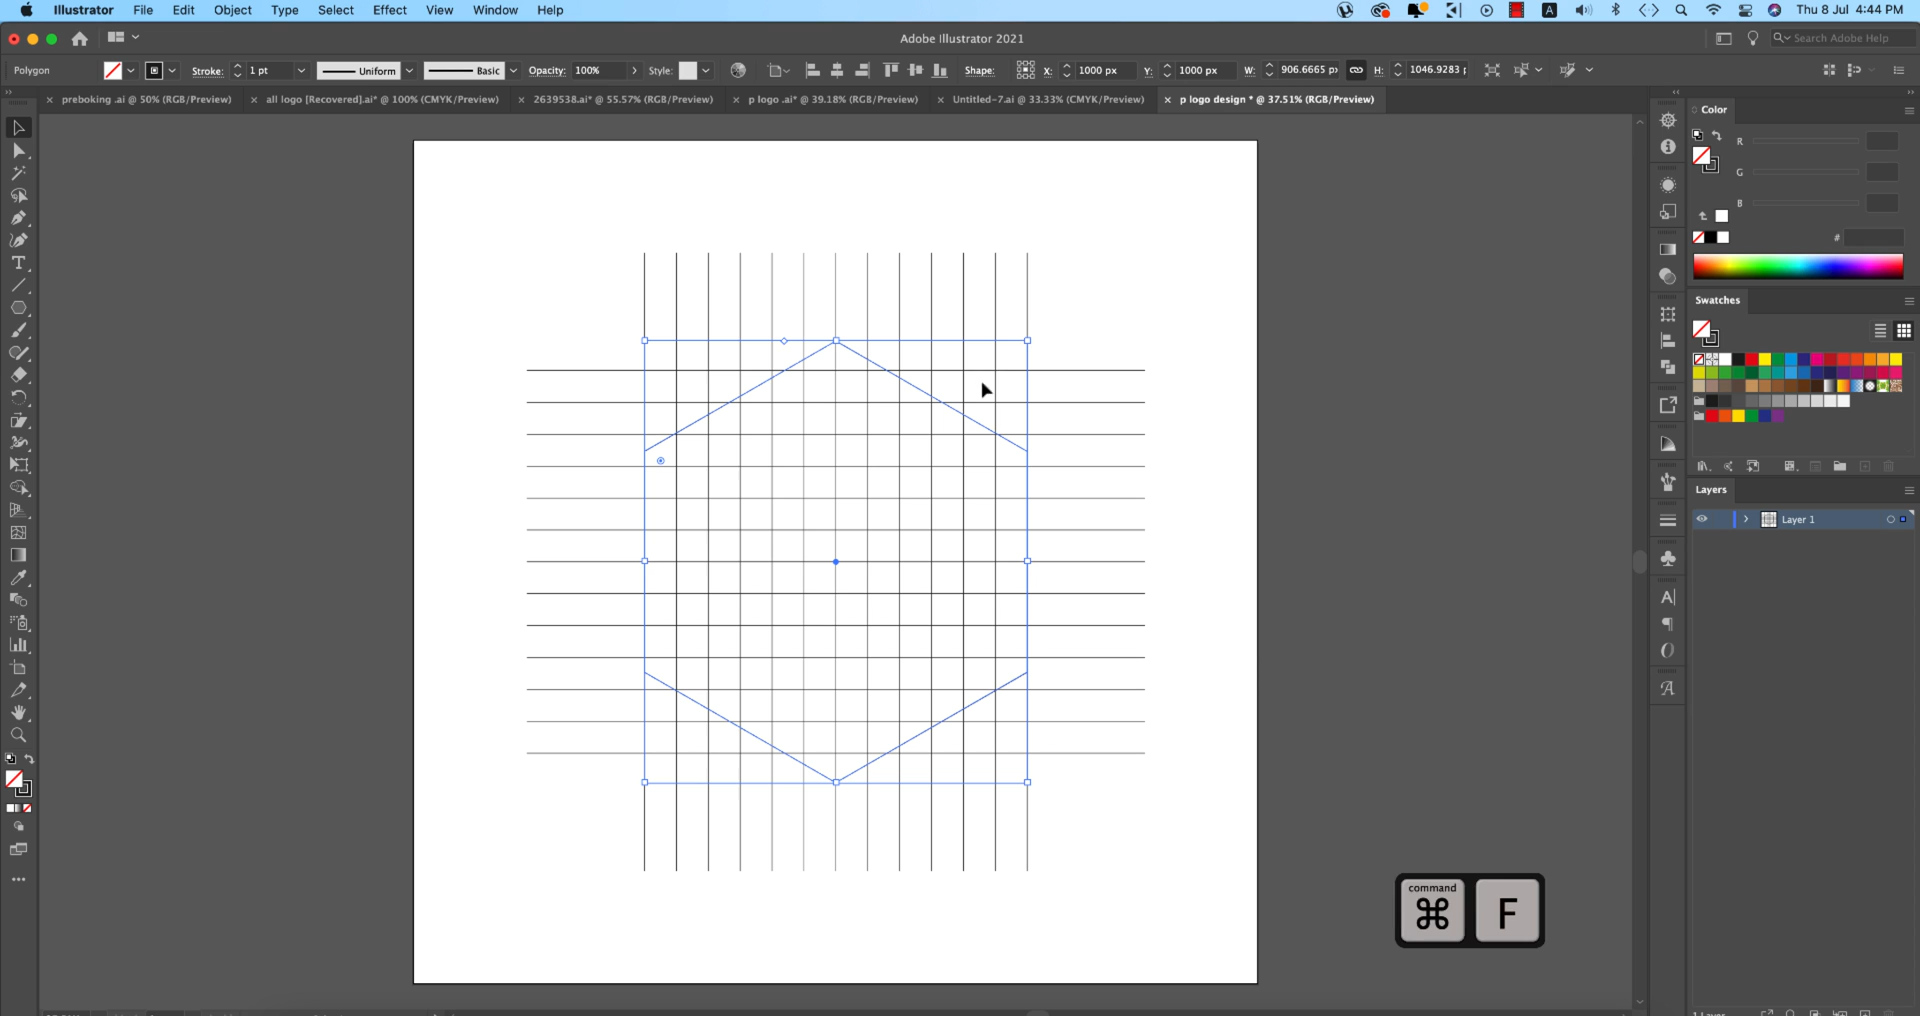 Illustrator File Edit Object Type Select Effect View Window Help
A
Thu 8 Jul 4:44 PM
Adobe Illustrator 2021
Search Adobe Help
Polygon
Stroke: 1 pt
Uniform
Basic
Opacity: 100%
Style:
Shape:
X: 1000 px
Y: 1000 px
W: 906.6665 p
H: 1046.9283
preboking .ai @ 50% (RGB/Preview)
all logo [Recovered].ai* @ 100% (CMYK/Preview)
2639538.ai* @ 55.57% (RGB/Preview)
p logo .ai* @ 39.18% (RGB/Preview)
Untitled-7.ai @ 33.33% (CMYK/Preview)
p logo design * @ 37.51% (RGB/Preview)
Color
R
G
B
#
Swatches
Layers
Layer 1
command
⌘
F